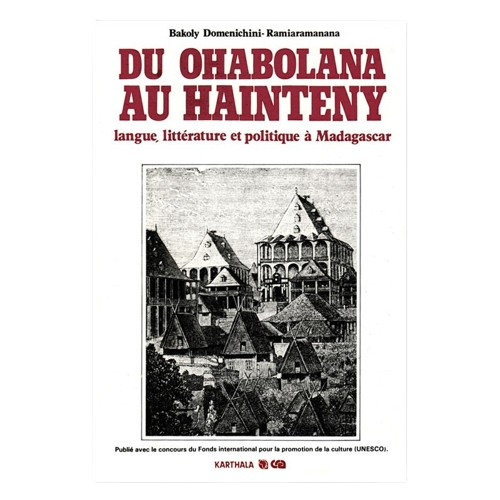 Bakoly Domenichini-Ramiaramanana
DU OHABOLANA
AU HAINTENY
langue, littérature et politique à Madagascar
Publié avec le concours du Fonds international pour la promotion de la culture (UNESCO).
KARTHALA